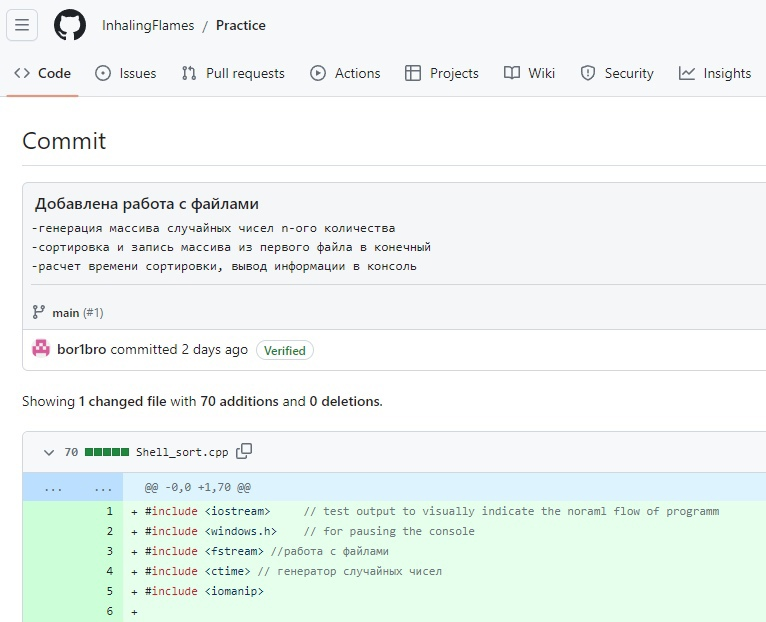 InhalingFlames / Practice
<> Code Issues Pull requests Actions Projects Wiki Security Insights
Commit
Добавлена работа с файлами
-генерация массива случайных чисел n-ого количества
-сортировка и запись массива из первого файла в конечный
-расчет времени сортировки, вывод информации в консоль
main (#1)
bor1bro committed 2 days ago Verified
Showing 1 changed file with 70 additions and 0 deletions.
70 Shell_sort.cpp
... ... @@ -0,0 +1,70 @@
1 + #include <iostream> // test output to visually indicate the noraml flow of programm
2 + #include <windows.h> // for pausing the console
3 + #include <fstream> //работа с файлами
4 + #include <ctime> // генератор случайных чисел
5 + #include <iomanip>
6 +